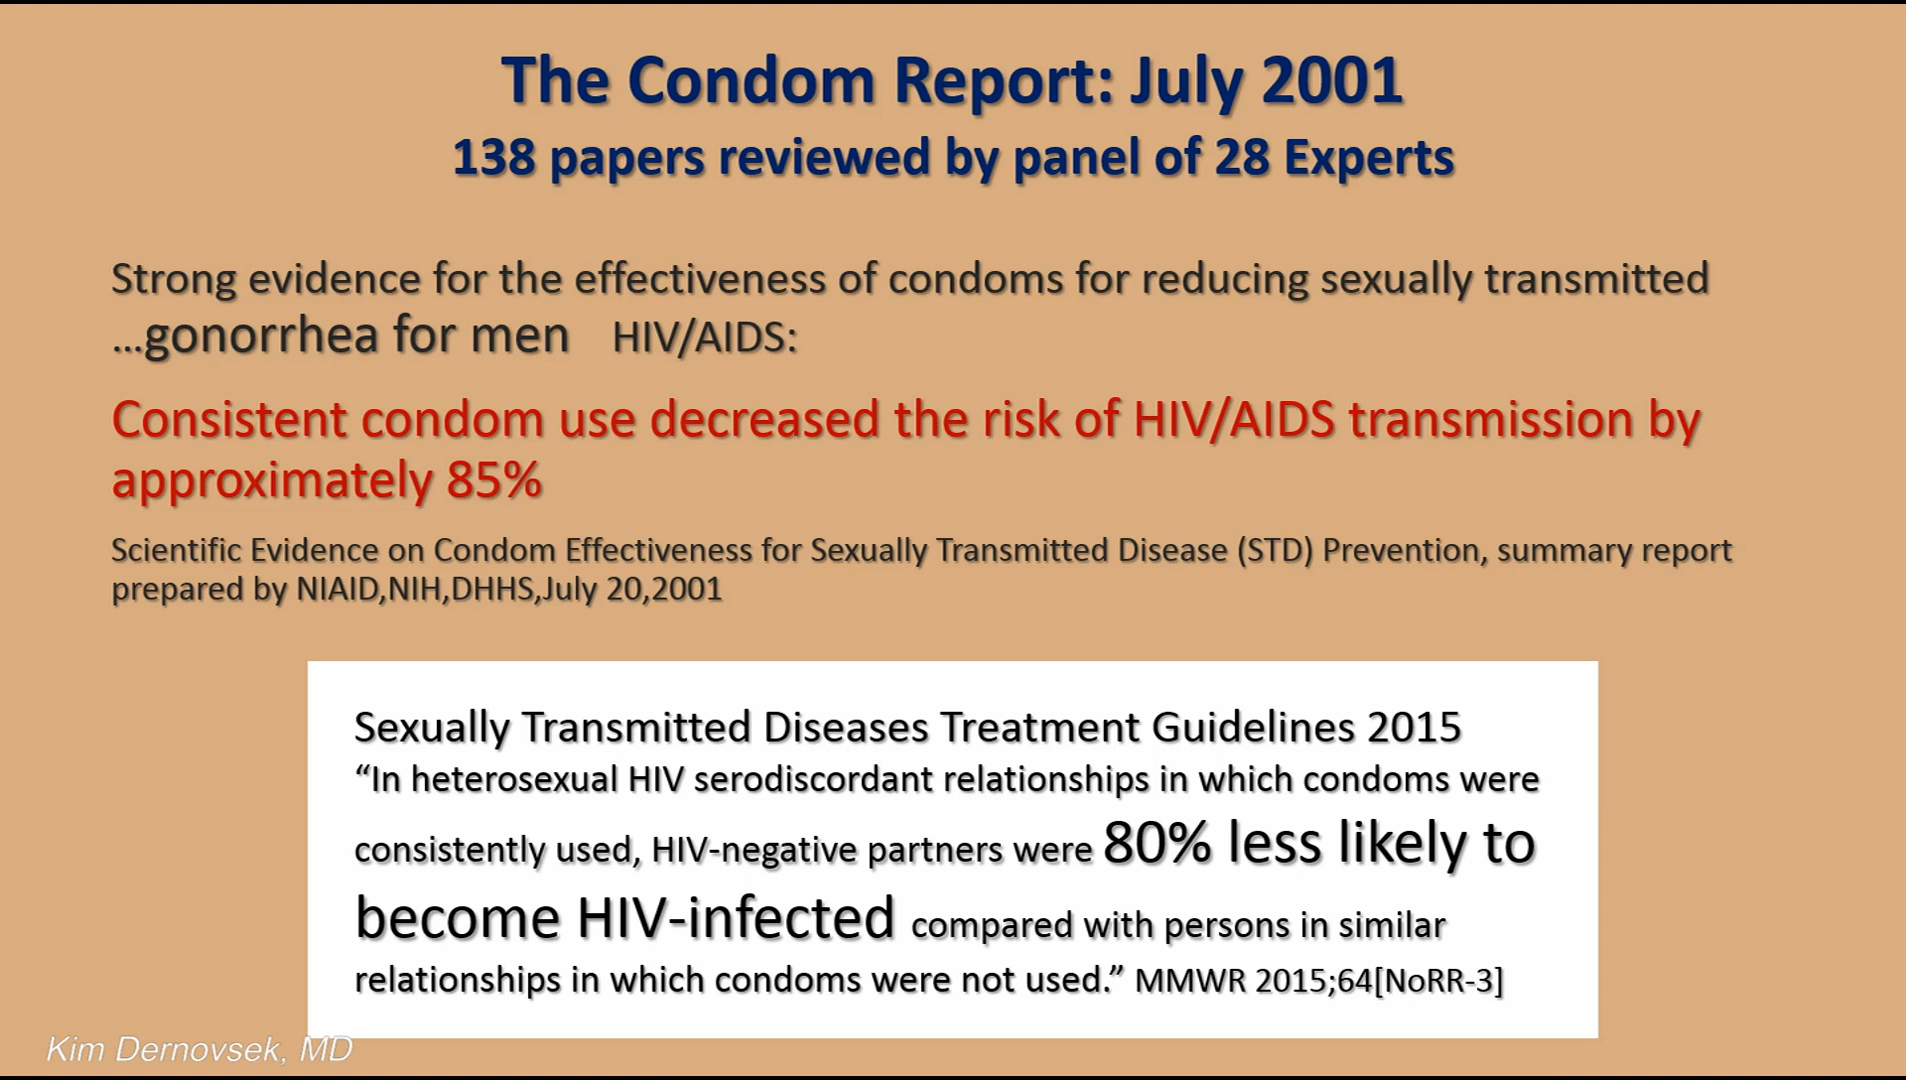 The Condom Report: July 2001
138 papers reviewed by panel of 28 Experts
Strong evidence for the effectiveness of condoms for reducing sexually transmitted
...gonorrhea for men HIV/AIDS:
Consistent condom use decreased the risk of HIV/AIDS transmission by
approximately 85%
Scientific Evidence on Condom Effectiveness for Sexually Transmitted Disease (STD) Prevention, summary report
prepared by NIAID,NIH,DHHS,July 20,2001
Sexually Transmitted Diseases Treatment Guidelines 2015
“In heterosexual HIV serodiscordant relationships in which condoms were
consistently used, HIV-negative partners were 80% less likely to
become HIV-infected compared with persons in similar
relationships in which condoms were not used.” MMWR 2015;64[NoRR-3]
Kim Dernovsek, MD